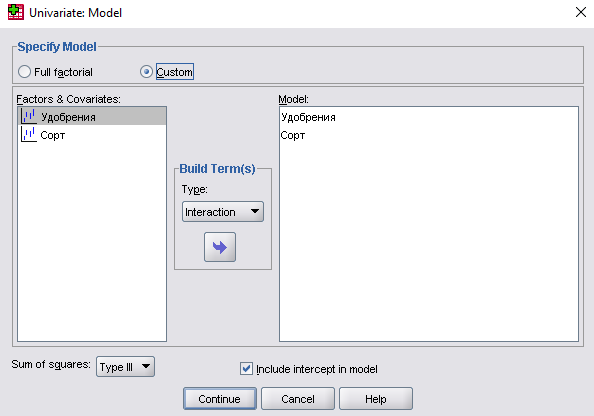 Univariate: Model
Specify Model
Full factorial
Custom
Factors & Covariates:
Удобрения
Сорт
Build Term(s)
Type:
Interaction
Model:
Удобрения
Сорт
Sum of squares:
Type III
Include intercept in model
Continue
Cancel
Help